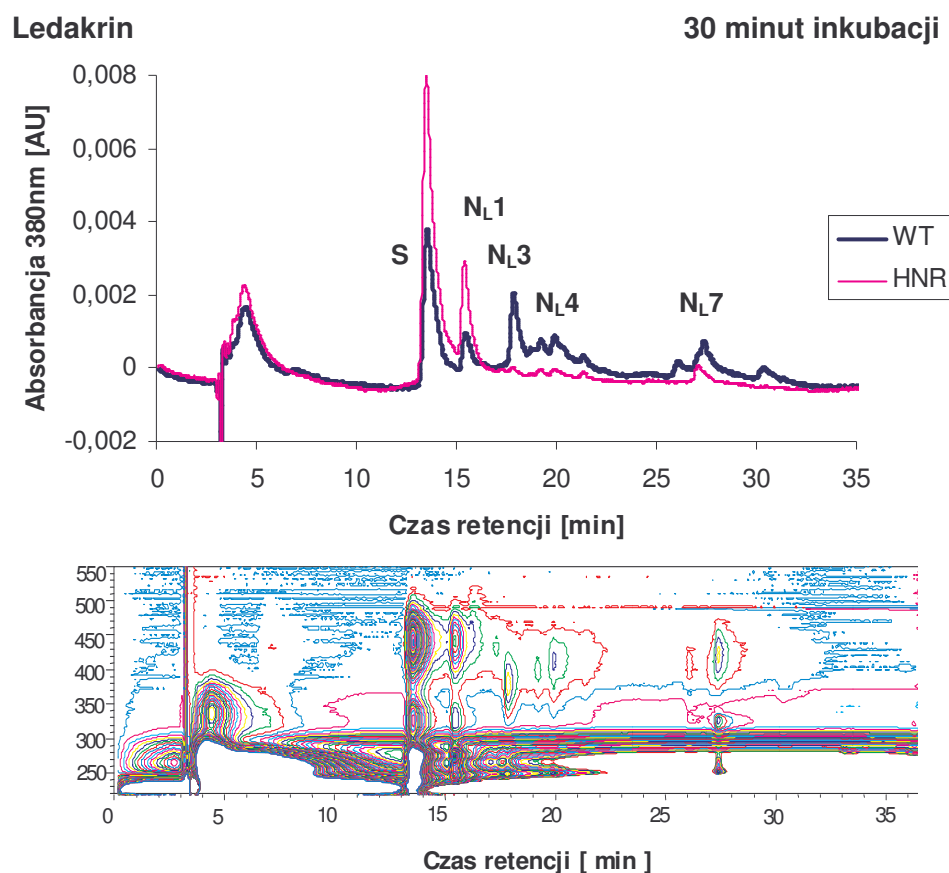 Ledakrin 30 minut inkubacji
Absorbancja 380nm [AU]
0,008
0,006
0,004
0,002
0
-0,002
S
NL1
NL3
NL4
NL7
WT
HNR
0 5 10 15 20 25 30 35
Czas retencji [min]
550
500
450
400
350
300
250
0 5 10 15 20 25 30 35
Czas retencji [ min ]